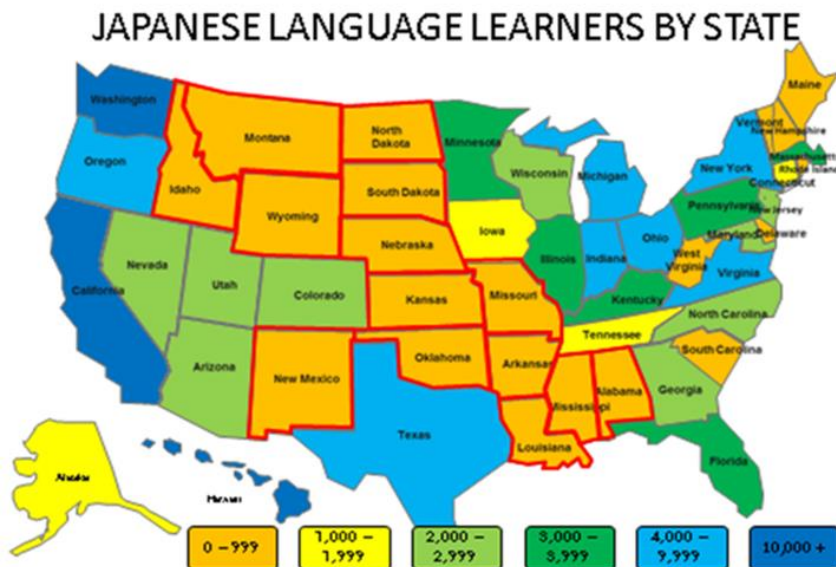 JAPANESE LANGUAGE LEARNERS BY STATE
Washington
Oregon
California
Nevada
Idaho
Montana
Wyoming
Utah
Colorado
Arizona
New Mexico
North
Dakota
South Dakota
Nebraska
Kansas
Oklahoma
Texas
Minnesota
Iowa
Missouri
Arkansas
Louisiana
Wisconsin
Illinois
Michigan
Indiana
Ohio
Kentucky
Tennessee
Mississippi
Alabama
Georgia
Florida
South Carolina
North Carolina
Virginia
West
Virginia
Maryland
Delaware
New Jersey
Pennsylvania
New York
Connecticut
Rhode Island
Massachusetts
New Hampshire
Vermont
Maine
Alaska
Hawaii
0 – 999
1,000 –
1,999
2,000 –
2,999
3,000 –
3,999
4,000 –
9,999
10,000 +